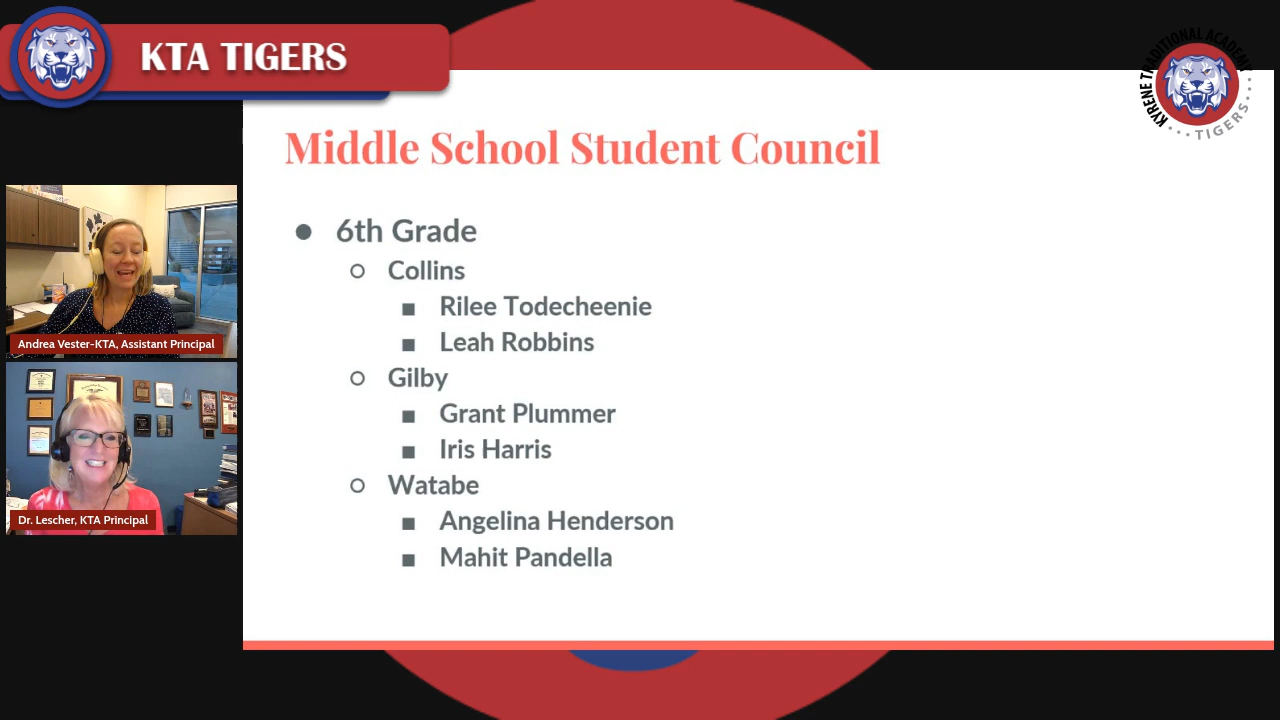 KTA TIGERS
KYRENE TRADITIONAL ACADEMY
TIGERS
Middle School Student Council
6th Grade
Collins
Rilee Todecheenie
Leah Robbins
Gilby
Grant Plummer
Iris Harris
Watabe
Angelina Henderson
Mahit Pandella
Andrea Vester-KTA, Assistant Principal
Dr. Lescher, KTA Principal